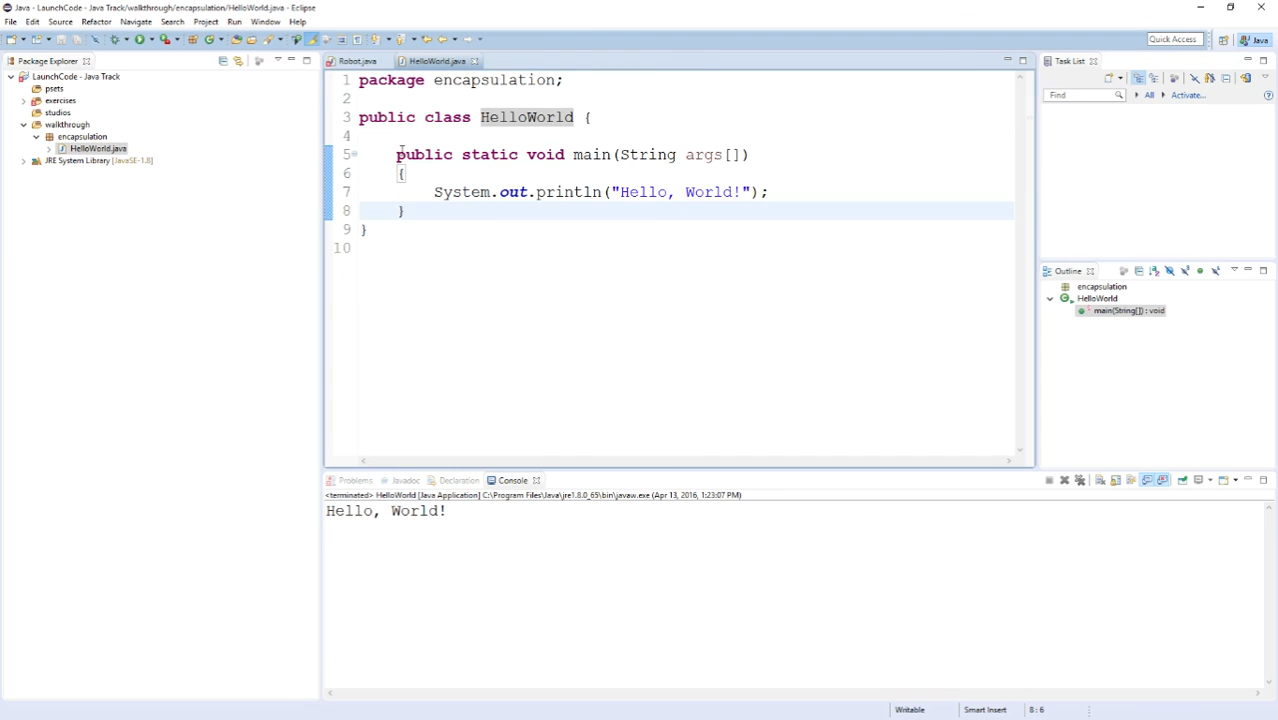 Java - LaunchCode - Java Track/walkthrough/encapsulation/HelloWorld.java - Eclipse
File Edit Source Refactor Navigate Search Project Run Window Help
Quick Access
Java
Package Explorer
LaunchCode - Java Track
psets
exercises
studios
walkthrough
encapsulation
HelloWorld.java
JRE System Library [JavaSE-1.8]
Robot.java HelloWorld.java
1 package encapsulation;
2
3 public class HelloWorld {
4
5 public static void main(String args[])
6 {
7 System.out.println("Hello, World!");
8 }
9 }
10
Task List
Find All Activate...
Outline
encapsulation
HelloWorld
main(String[]) : void
Problems Javadoc Declaration Console
<terminated> HelloWorld [Java Application] C:\Program Files\Java\jre1.8.0_65\bin\javaw.exe (Apr 13, 2016, 1:23:07 PM)
Hello, World!
Writable Smart Insert 8 : 6